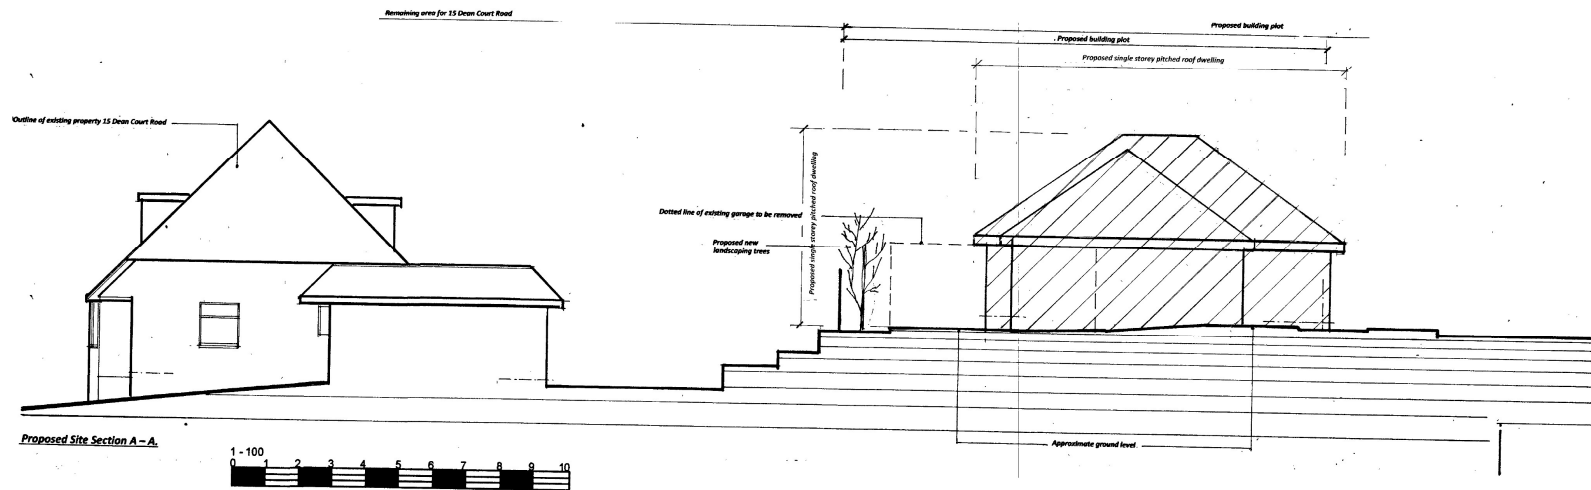 Remaining area for 15 Dean Court Road
Proposed building plot
Proposed building plot
Proposed single storey pitched roof dwelling
Outline of existing property 15 Dean Court Road
Proposed single storey pitched roof dwelling
Dotted line of existing garage to be removed
Proposed new
landscaping trees
Approximate ground level
Proposed Site Section A – A.
1 - 100
0 1 2 3 4 5 6 7 8 9 10